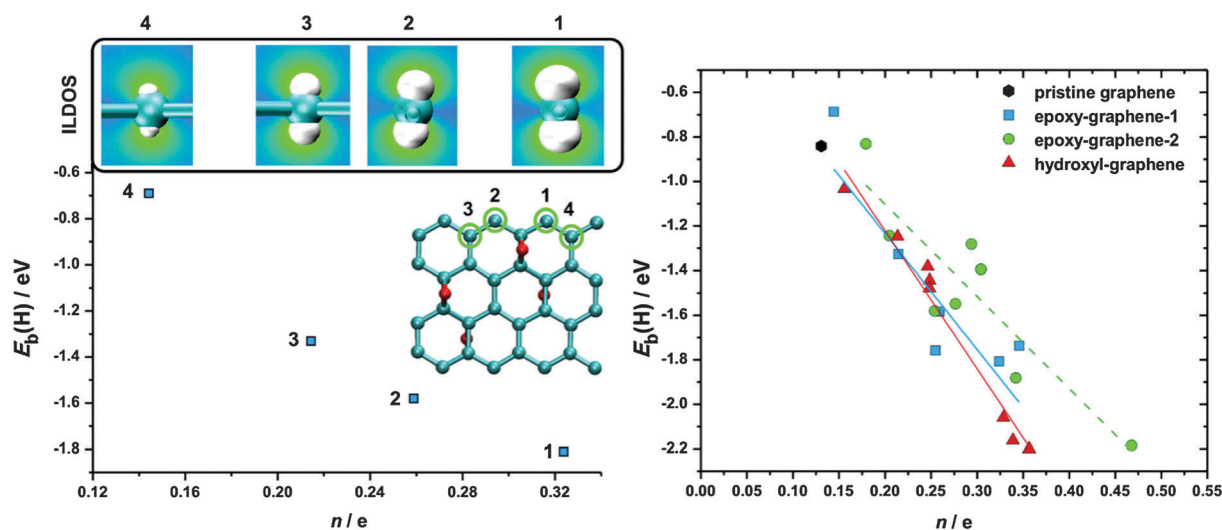 4 3 2 1
ILDOS
-0.6
-0.8
-1.0
-1.2
-1.4
-1.6
-1.8
E_b(H) / eV
4
3
2
1
3 2 1 4
0.12 0.16 0.20 0.24 0.28 0.32
n / e
-0.6
-0.8
-1.0
-1.2
-1.4
-1.6
-1.8
-2.0
-2.2
E_b(H) / eV
pristine graphene
epoxy-graphene-1
epoxy-graphene-2
hydroxyl-graphene
0.00 0.05 0.10 0.15 0.20 0.25 0.30 0.35 0.40 0.45 0.50 0.55
n / e